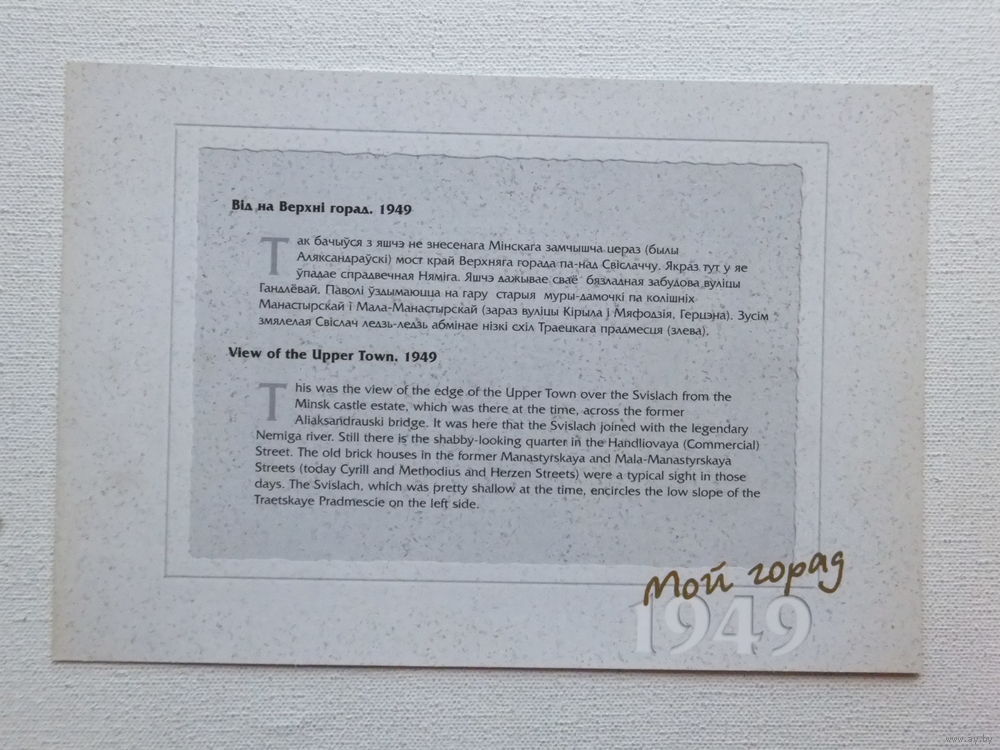 Від на Верхні горад. 1949
Так бачыўся з яшчэ не знесенага Мінскага замчышча цераз (былы
Аляксандраўскі) мост край Верхняга горада па-над Свіслаччу. Якраз тут у яе
ўпадае спрадвечная Няміга. Яшчэ дажывае сваё бязладная забудова вуліцы
Гандлёвай. Паволі ўздымаюцца на гару старыя муры-дамочкі па колішніх
Манастырскай і Мала-Манастырскай (зараз вуліцы Кірыла і Мяфодзія, Герцэна). Зусім
змялелая Свіслач ледзь-ледзь абмінае нізкі схіл Траецкага прадмесця (злева).
View of the Upper Town. 1949
This was the view of the edge of the Upper Town over the Svislach from the
Minsk castle estate, which was there at the time, across the former
Aliaksandrauski bridge. It was here that the Svislach joined with the legendary
Nemiga river. Still there is the shabby-looking quarter in the Handliovaya (Commercial)
Street. The old brick houses in the former Manastyrskaya and Mala-Manastyrskaya
Streets (today Cyrill and Methodius and Herzen Streets) were a typical sight in those
days. The Svislach, which was pretty shallow at the time, encircles the low slope of the
Traetskaye Pradmescie on the left side.
Мой горад
1949
www.ay.by